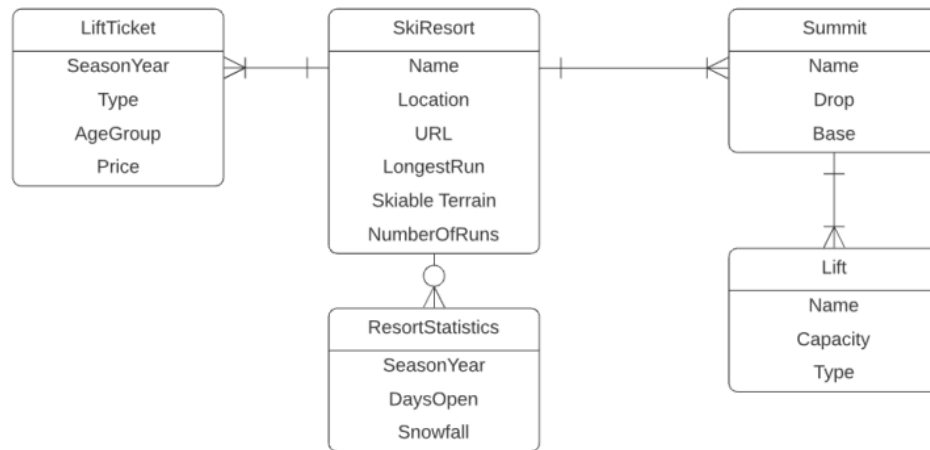 LiftTicket
SeasonYear
Type
AgeGroup
Price
SkiResort
Name
Location
URL
LongestRun
Skiable Terrain
NumberOfRuns
Summit
Name
Drop
Base
ResortStatistics
SeasonYear
DaysOpen
Snowfall
Lift
Name
Capacity
Type